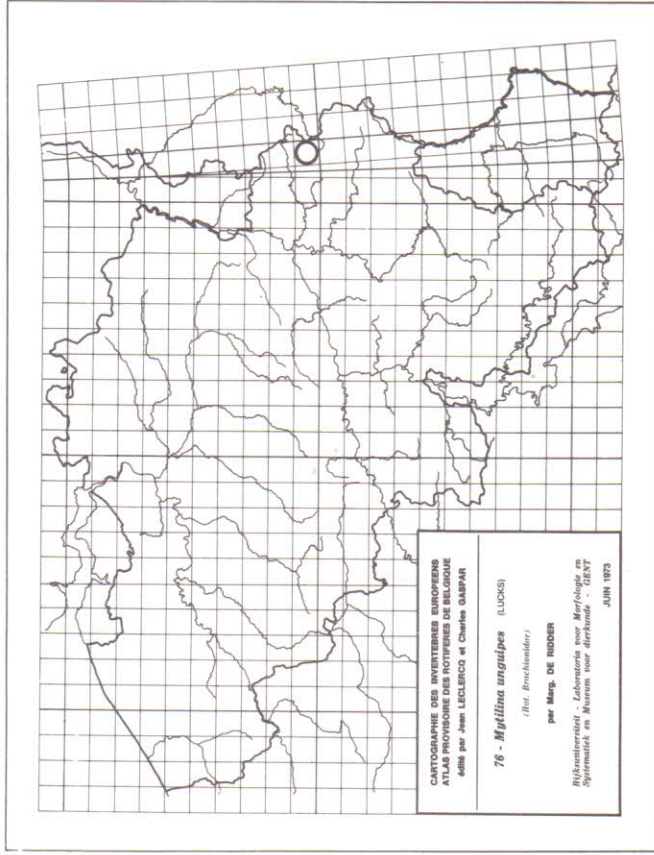 CARTOGRAPHIE DES INVERTEBRES EUROPEENS
ATLAS PROVISOIRE DES ROTIFERES DE BELGIQUE
édité par Jean LECLERCQ et Charles GASPAR
76 - Mytilina unguipes (LUCKS)
(Rot. Brachionidae)
par Marg. DE RIDDER
Rijksuniversiteit - Laboratoria voor Morfologie en
Systematiek en Museum voor dierkunde - GENT
JUIN 1973